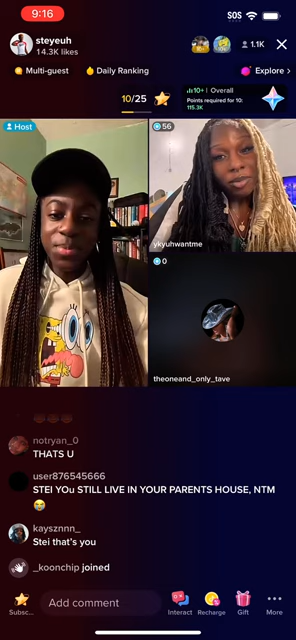 9:16
SOS
steyeuh
14.3K likes
1.1K
Multi-guest
Daily Ranking
Explore >
10/25
10+ | Overall
Points required for 10:
115.3K
Host
56
ykyuhwantme
0
theoneand_only_tave
notryan_0
THATS U
user876545666
STEI YOu STILL LIVE IN YOUR PARENTS HOUSE, NTM
kaysznnn_
Stei that's you
_koonchip joined
Subsc...
Add comment
Interact
Recharge
Gift
More